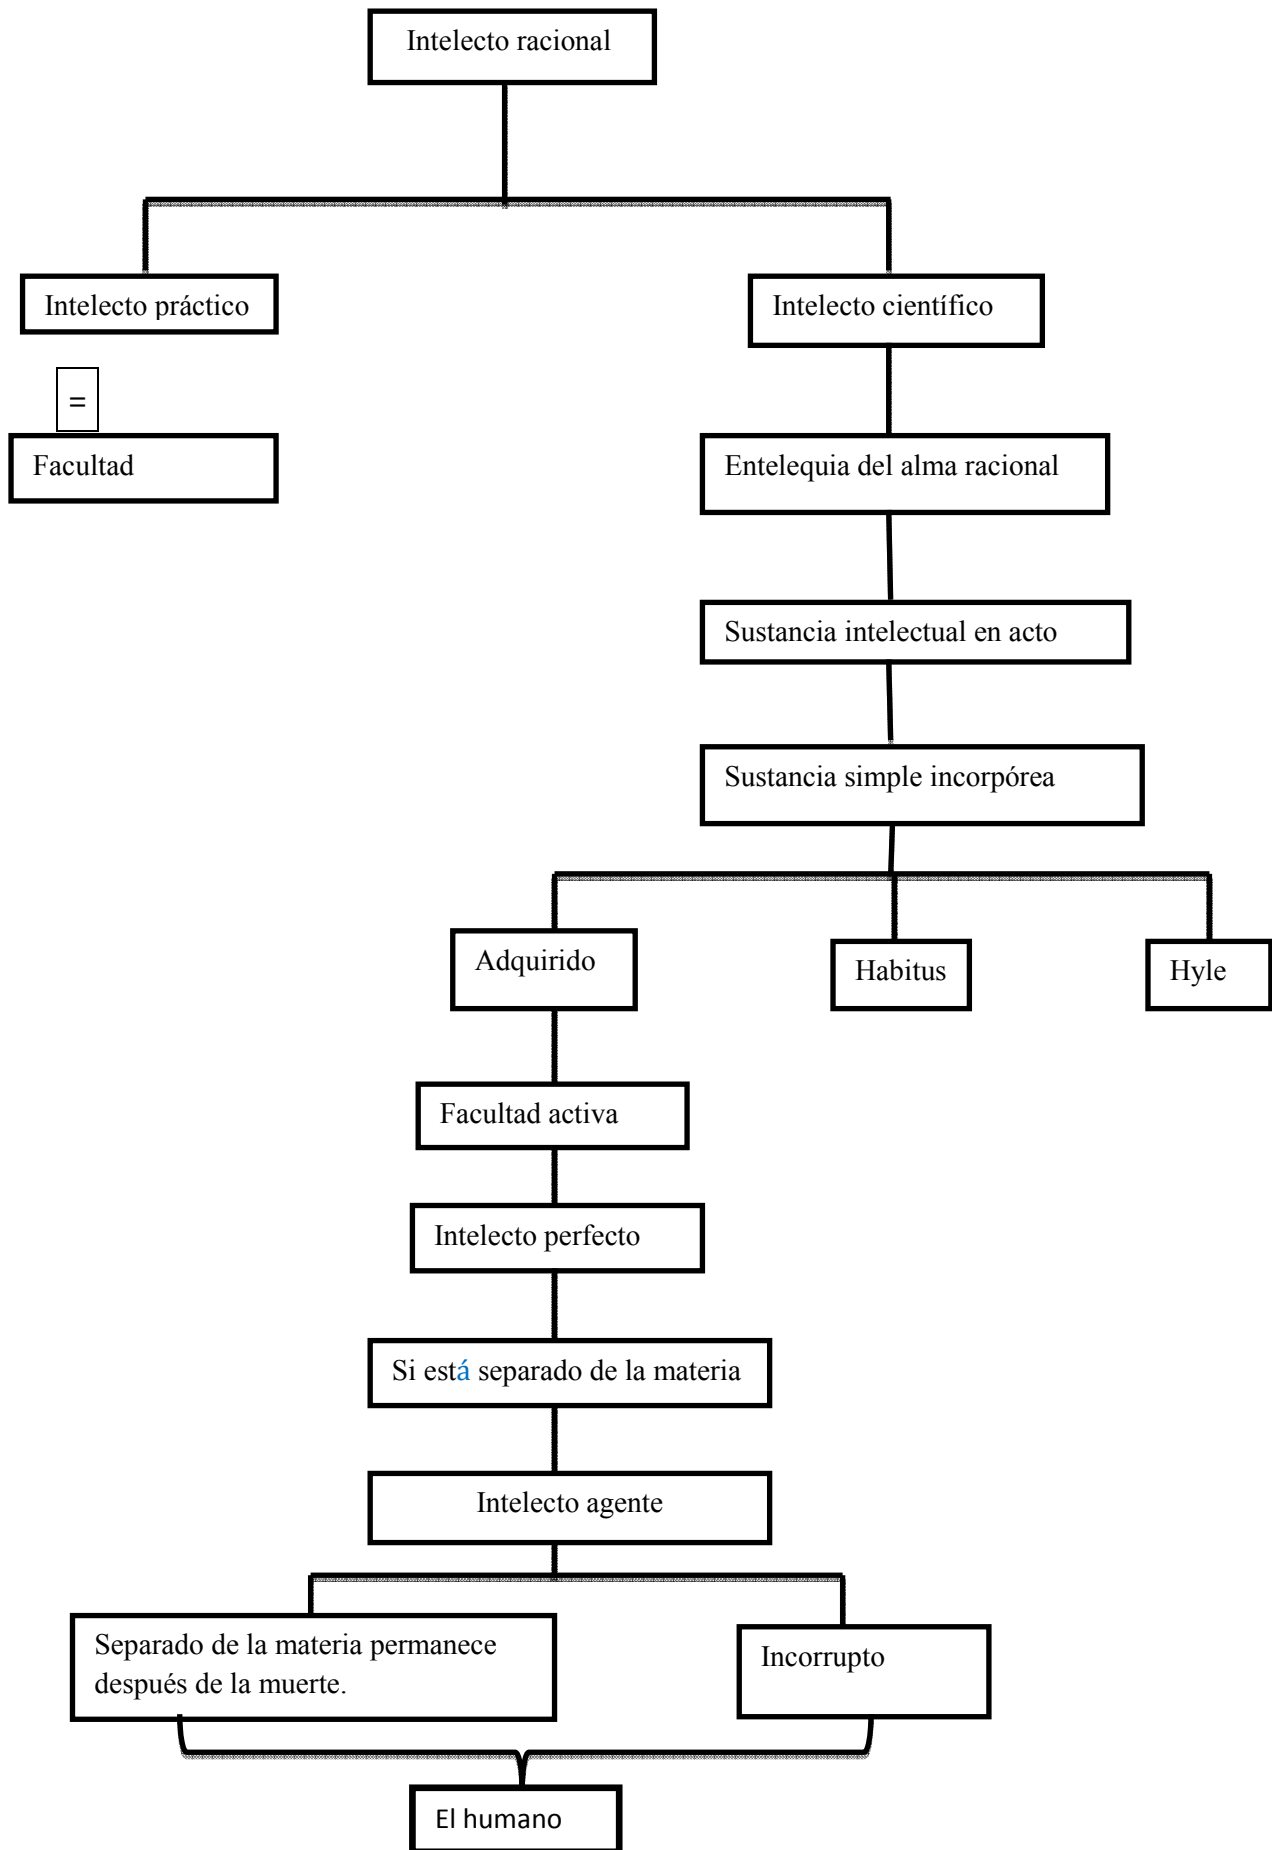 Intelecto racional
Intelecto práctico
Intelecto científico
=
Facultad
Entelequia del alma racional
Sustancia intelectual en acto
Sustancia simple incorpórea
Adquirido
Habitus
Hyle
Facultad activa
Intelecto perfecto
Si está separado de la materia
Intelecto agente
Separado de la materia permanece
después de la muerte.
Incorrupto
El humano